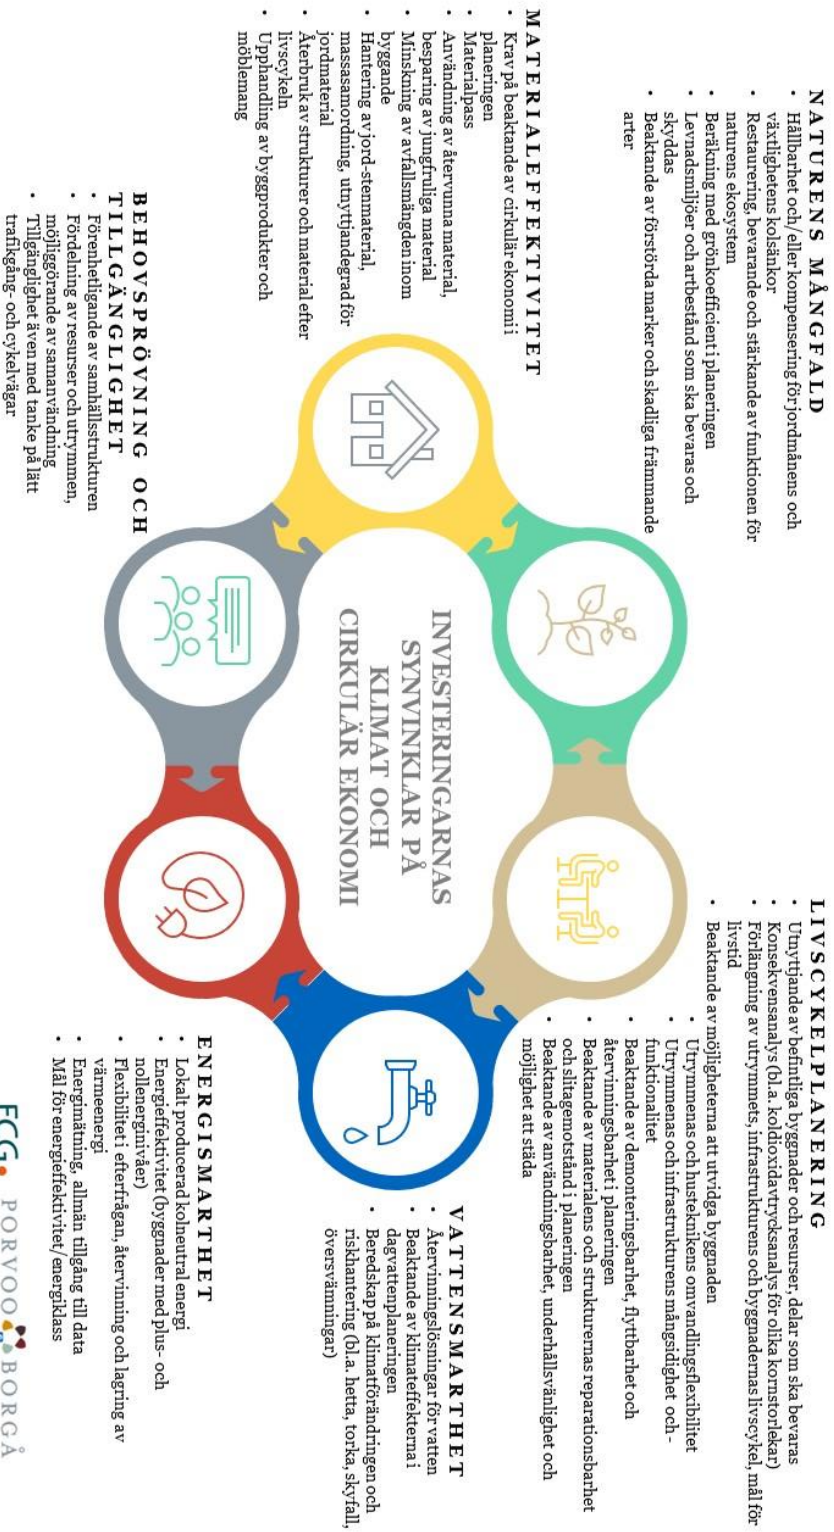 NATURENS MÅNGFALD
• Hållbarhet och/eller kompensering för jordmånens och
växtlighetens kolsänkor
• Restaurering, bevarande och stärkande av funktionen för
naturens ekosystem
• Beräkning med grönkoefficient i planeringen
• Levnadsmiljöer och artbestånd som ska bevaras och
skyddas
• Beaktande av förstörda marker och skadliga främmande
arter
LIVSCYKELPLANERING
• Utnyttjande av befintliga byggnader och resurser, delar som ska bevaras
• Konsekvensanalys (bl.a. koldioxidavtrycksanalys för olika kornstorlekar)
• Förlängning av utrymmets, infrastrukturens och byggnadernas livscykel, mål för
livstid
• Beaktande av möjligheterna att utvidga byggnaden
• Utrymmenas och husteknikens omvandlingsflexibilitet
• Utrymmenas och infrastrukturens mångsidighet och -
funktionalitet
• Beaktande av demonteringsbarhet, flyttbarhet och
återvinningsbarhet i planeringen
• Beaktande av materialens och strukturernas reparationsbarhet
och slitagemotstånd i planeringen
• Beaktande av användningsbarhet, underhållsvänlighet och
möjlighet att städa
MATERIALEFFEKTIVITET
• Krav på beaktande av cirkulär ekonomi i
planeringen
• Materialpass
• Användning av återvunna material,
besparing av jungfruliga material
• Minskning av avfallsmängden inom
byggande
• Hantering av jord-stenmaterial,
massasamordning, utnyttjandegrad för
jordmaterial
• Återbruk av strukturer och material efter
livscykeln
• Upphandling av byggprodukter och
möblemang
INVESTERINGARNAS
SYNVINKLAR PÅ
KLIMAT OCH
CIRKULÄR EKONOMI
VATTENSMARTHET
• Återvinningslösningar för vatten
• Beaktande av klimateffekterna i
dagvattenplaneringen
• Beredskap på klimatförändringen och
riskhantering (bl.a. hetta, torka, skyfall,
översvämningar)
BEHOVSPRÖVNING OCH
TILLGÄNGLIGHET
• Förenhetligande av samhällsstrukturen
• Fördelning av resurser och utrymmen,
möjliggörande av samanvändning
• Tillgänglighet även med tanke på lätt
trafikgång- och cykelvägar
ENERGISMARTHET
• Lokalt producerad kolneutral energi
• Energieffektivitet (byggnader med plus- och
nollenerginivåer)
• Flexibilitet i efterfrågan, återvinning och lagring av
värmeenergi
• Energimätning, allmän tillgång till data
• Mål för energieffektivitet/energiklass
FCG. PORVOO BORGÅ